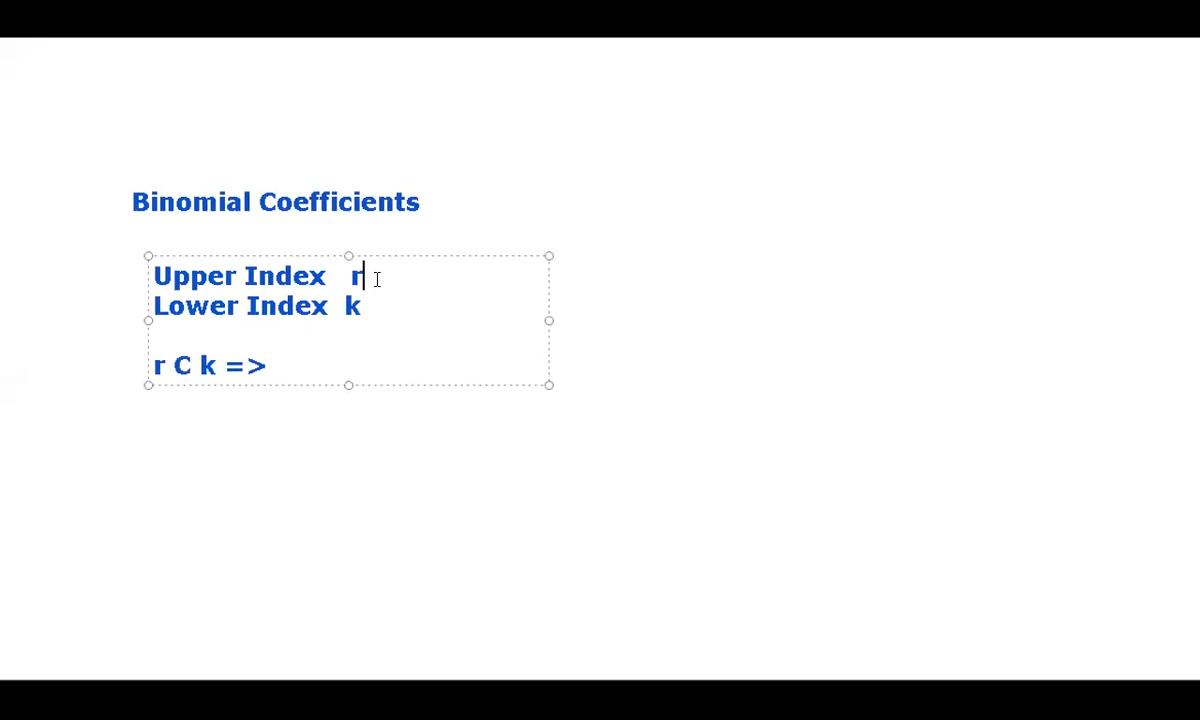 Binomial Coefficients
Upper Index r
Lower Index k
r C k =>